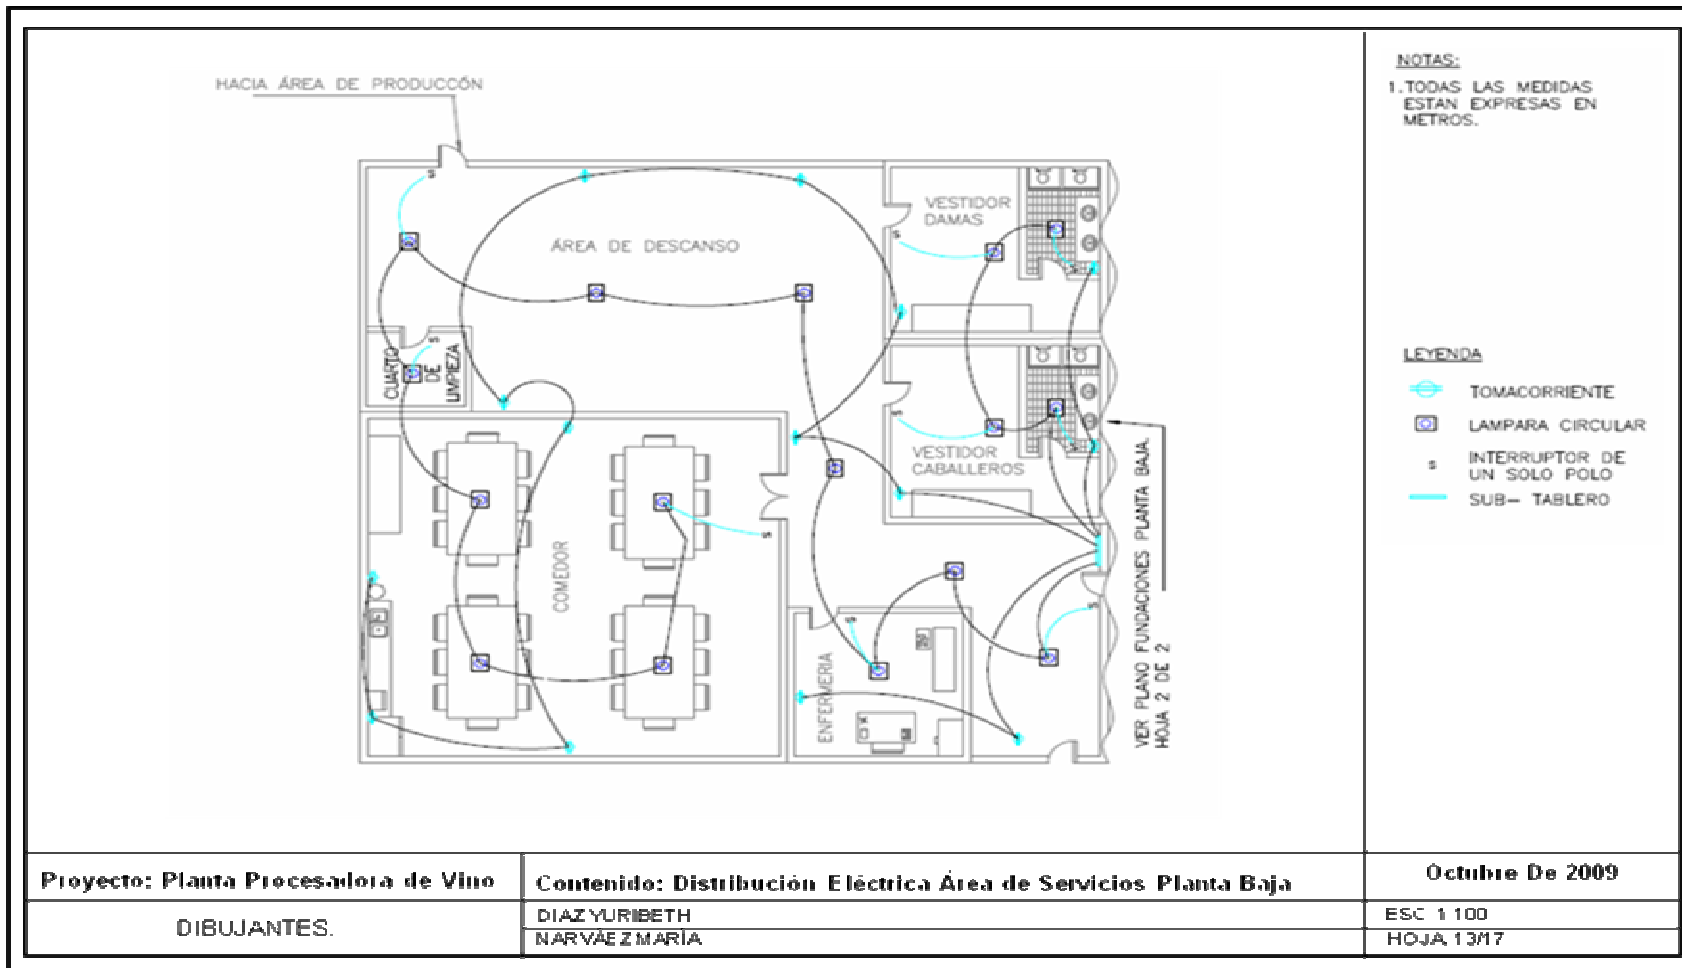 HACIA ÁREA DE PRODUCCÓN
ÁREA DE DESCANSO
VESTIDOR
DAMAS
CUARTO
DE
LIMPIEZA
VESTIDOR
CABALLEROS
COMEDOR
ENFERMERIA
S
S
S
S
S
S
S
S
S
VER PLANO FUNDACIONES PLANTA BAJA.
HOJA 2 DE 2
NOTAS:
1. TODAS LAS MEDIDAS
ESTAN EXPRESAS EN
METROS.
LEYENDA
TOMACORRIENTE
LAMPARA CIRCULAR
S INTERRUPTOR DE
UN SOLO POLO
SUB- TABLERO
Proyecto: Planta Procesadora de Vino
Contenido: Distribución Eléctrica Área de Servicios Planta Baja
Octubre De 2009
DIBUJANTES.
DIAZ YURIBETH
NARVÁEZ MARÍA
ESC 1:100
HOJA 13/17